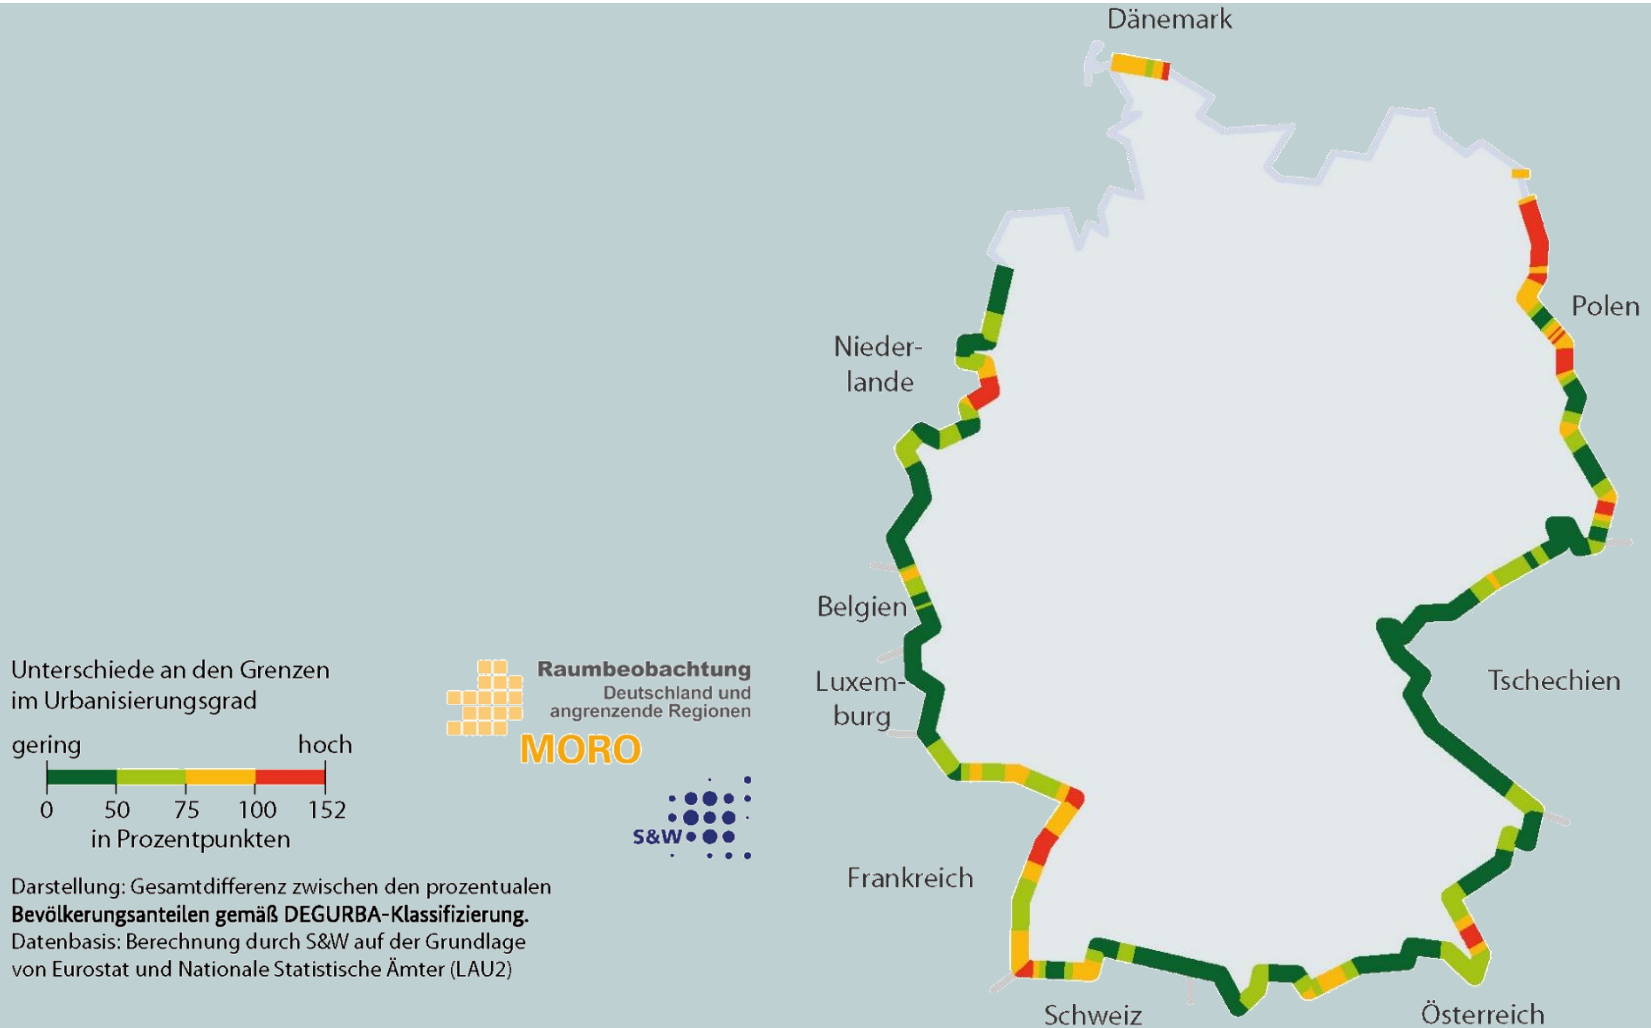 Dänemark
Polen
Nieder-
lande
Belgien
Luxem-
burg
Tschechien
Frankreich
Schweiz
Österreich
Unterschiede an den Grenzen
im Urbanisierungsgrad
gering hoch
0 50 75 100 152
in Prozentpunkten
Raumbeobachtung
Deutschland und
angrenzende Regionen
MORO
S&W
Darstellung: Gesamtdifferenz zwischen den prozentualen
Bevölkerungsanteilen gemäß DEGURBA-Klassifizierung.
Datenbasis: Berechnung durch S&W auf der Grundlage
von Eurostat und Nationale Statistische Ämter (LAU2)